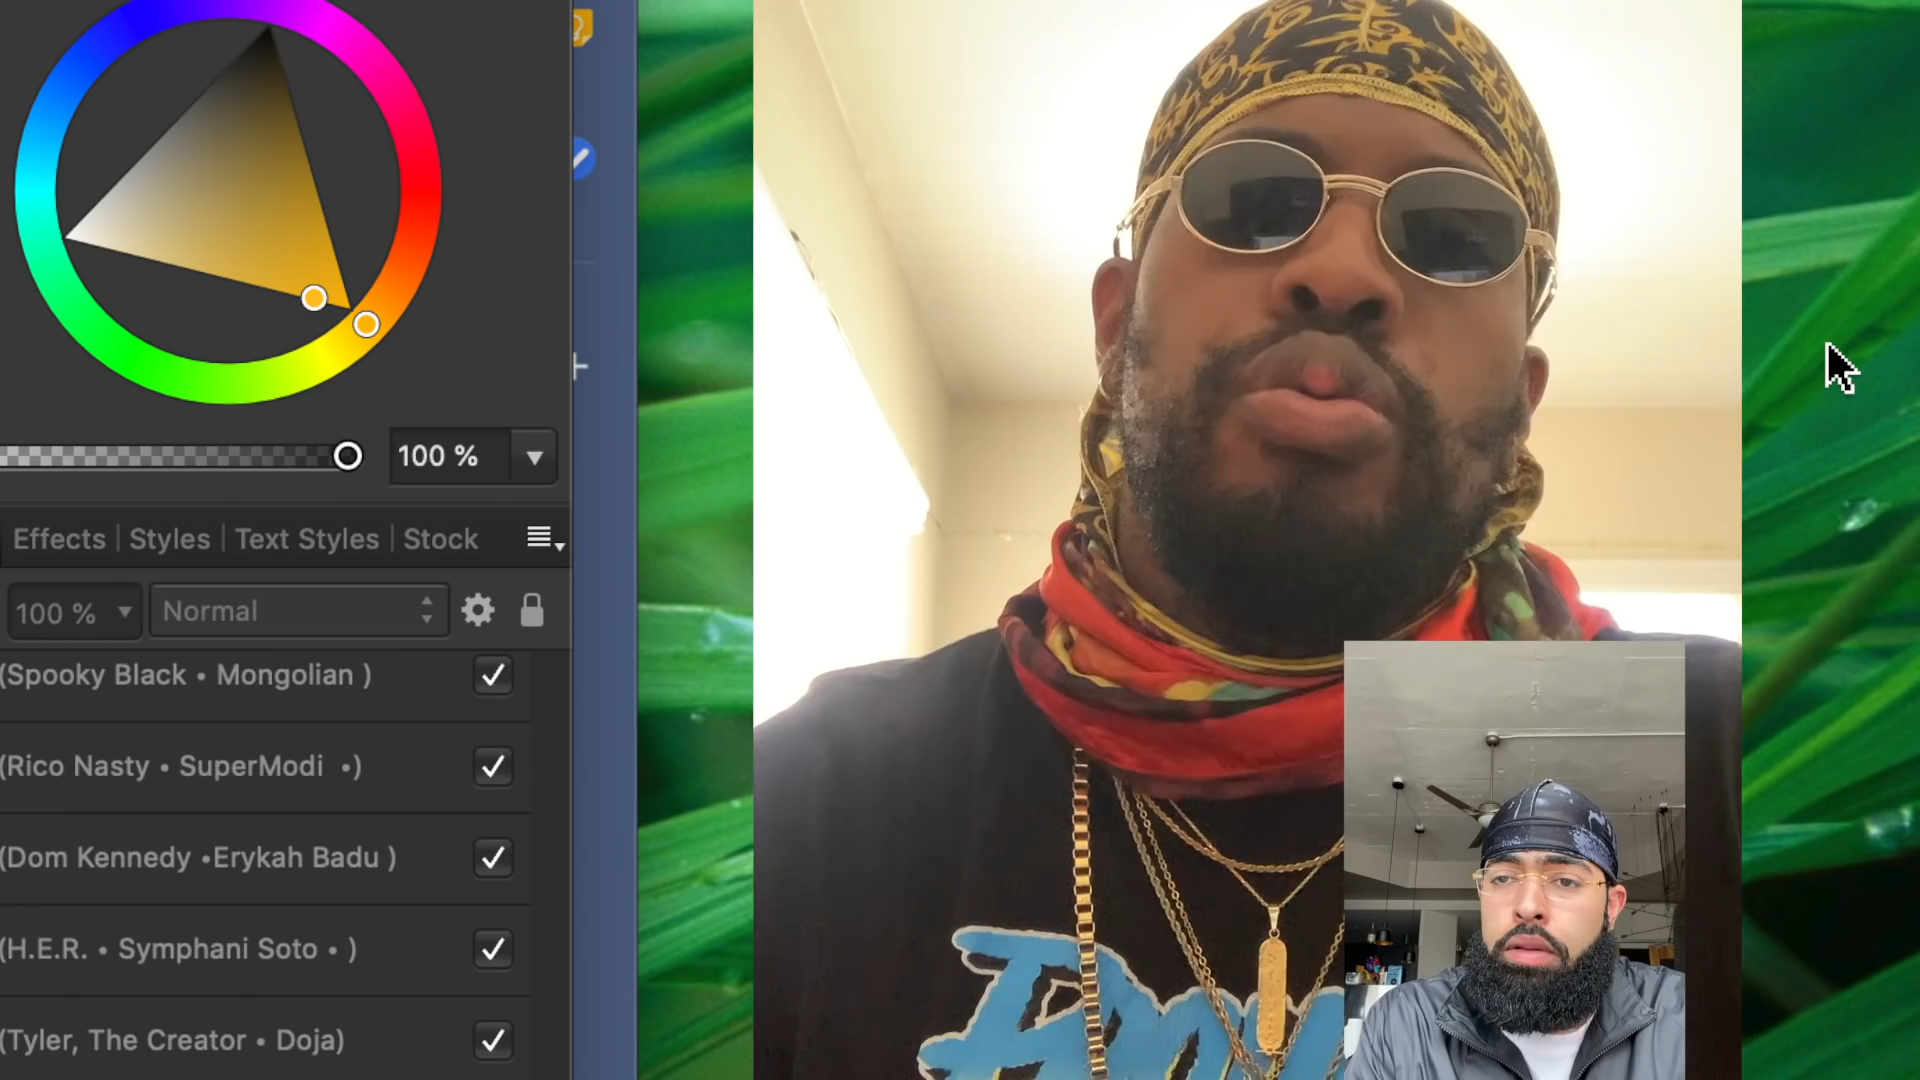 100 %
Effects | Styles | Text Styles | Stock
100 % Normal
(Spooky Black • Mongolian )
(Rico Nasty • SuperModi •)
(Dom Kennedy •Erykah Badu )
(H.E.R. • Symphani Soto • )
(Tyler, The Creator • Doja)